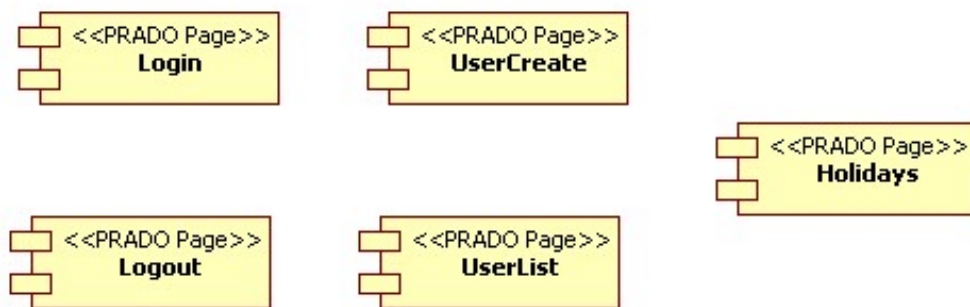 <<PRADO Page>>
Login
<<PRADO Page>>
UserCreate
<<PRADO Page>>
Holidays
<<PRADO Page>>
Logout
<<PRADO Page>>
UserList